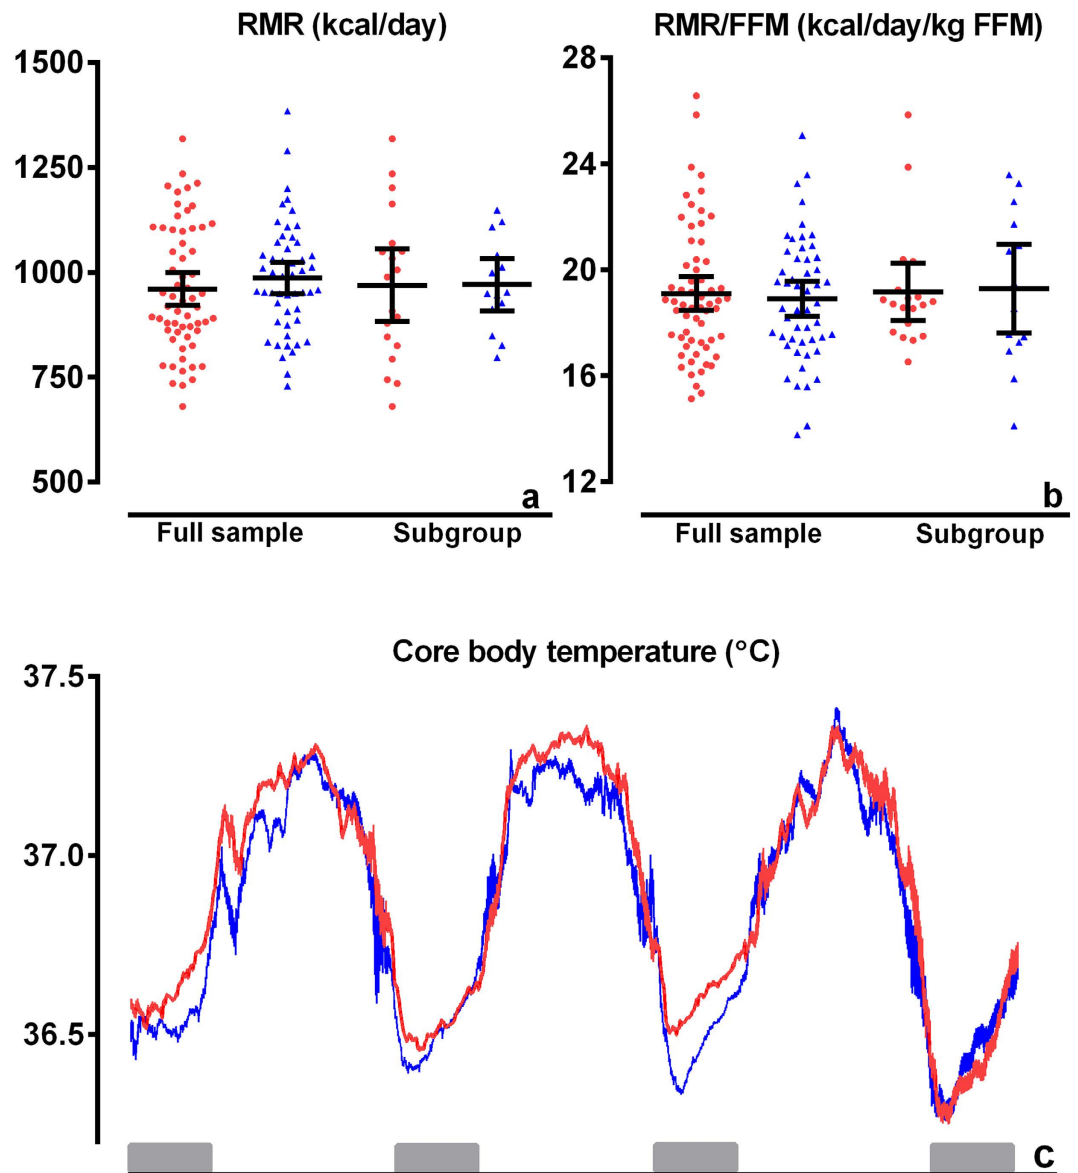 RMR (kcal/day)
1500
1250
1000
750
500
a
Full sample Subgroup
RMR/FFM (kcal/day/kg FFM)
28
24
20
16
12
b
Full sample Subgroup
Core body temperature (°C)
37.5
37.0
36.5
c